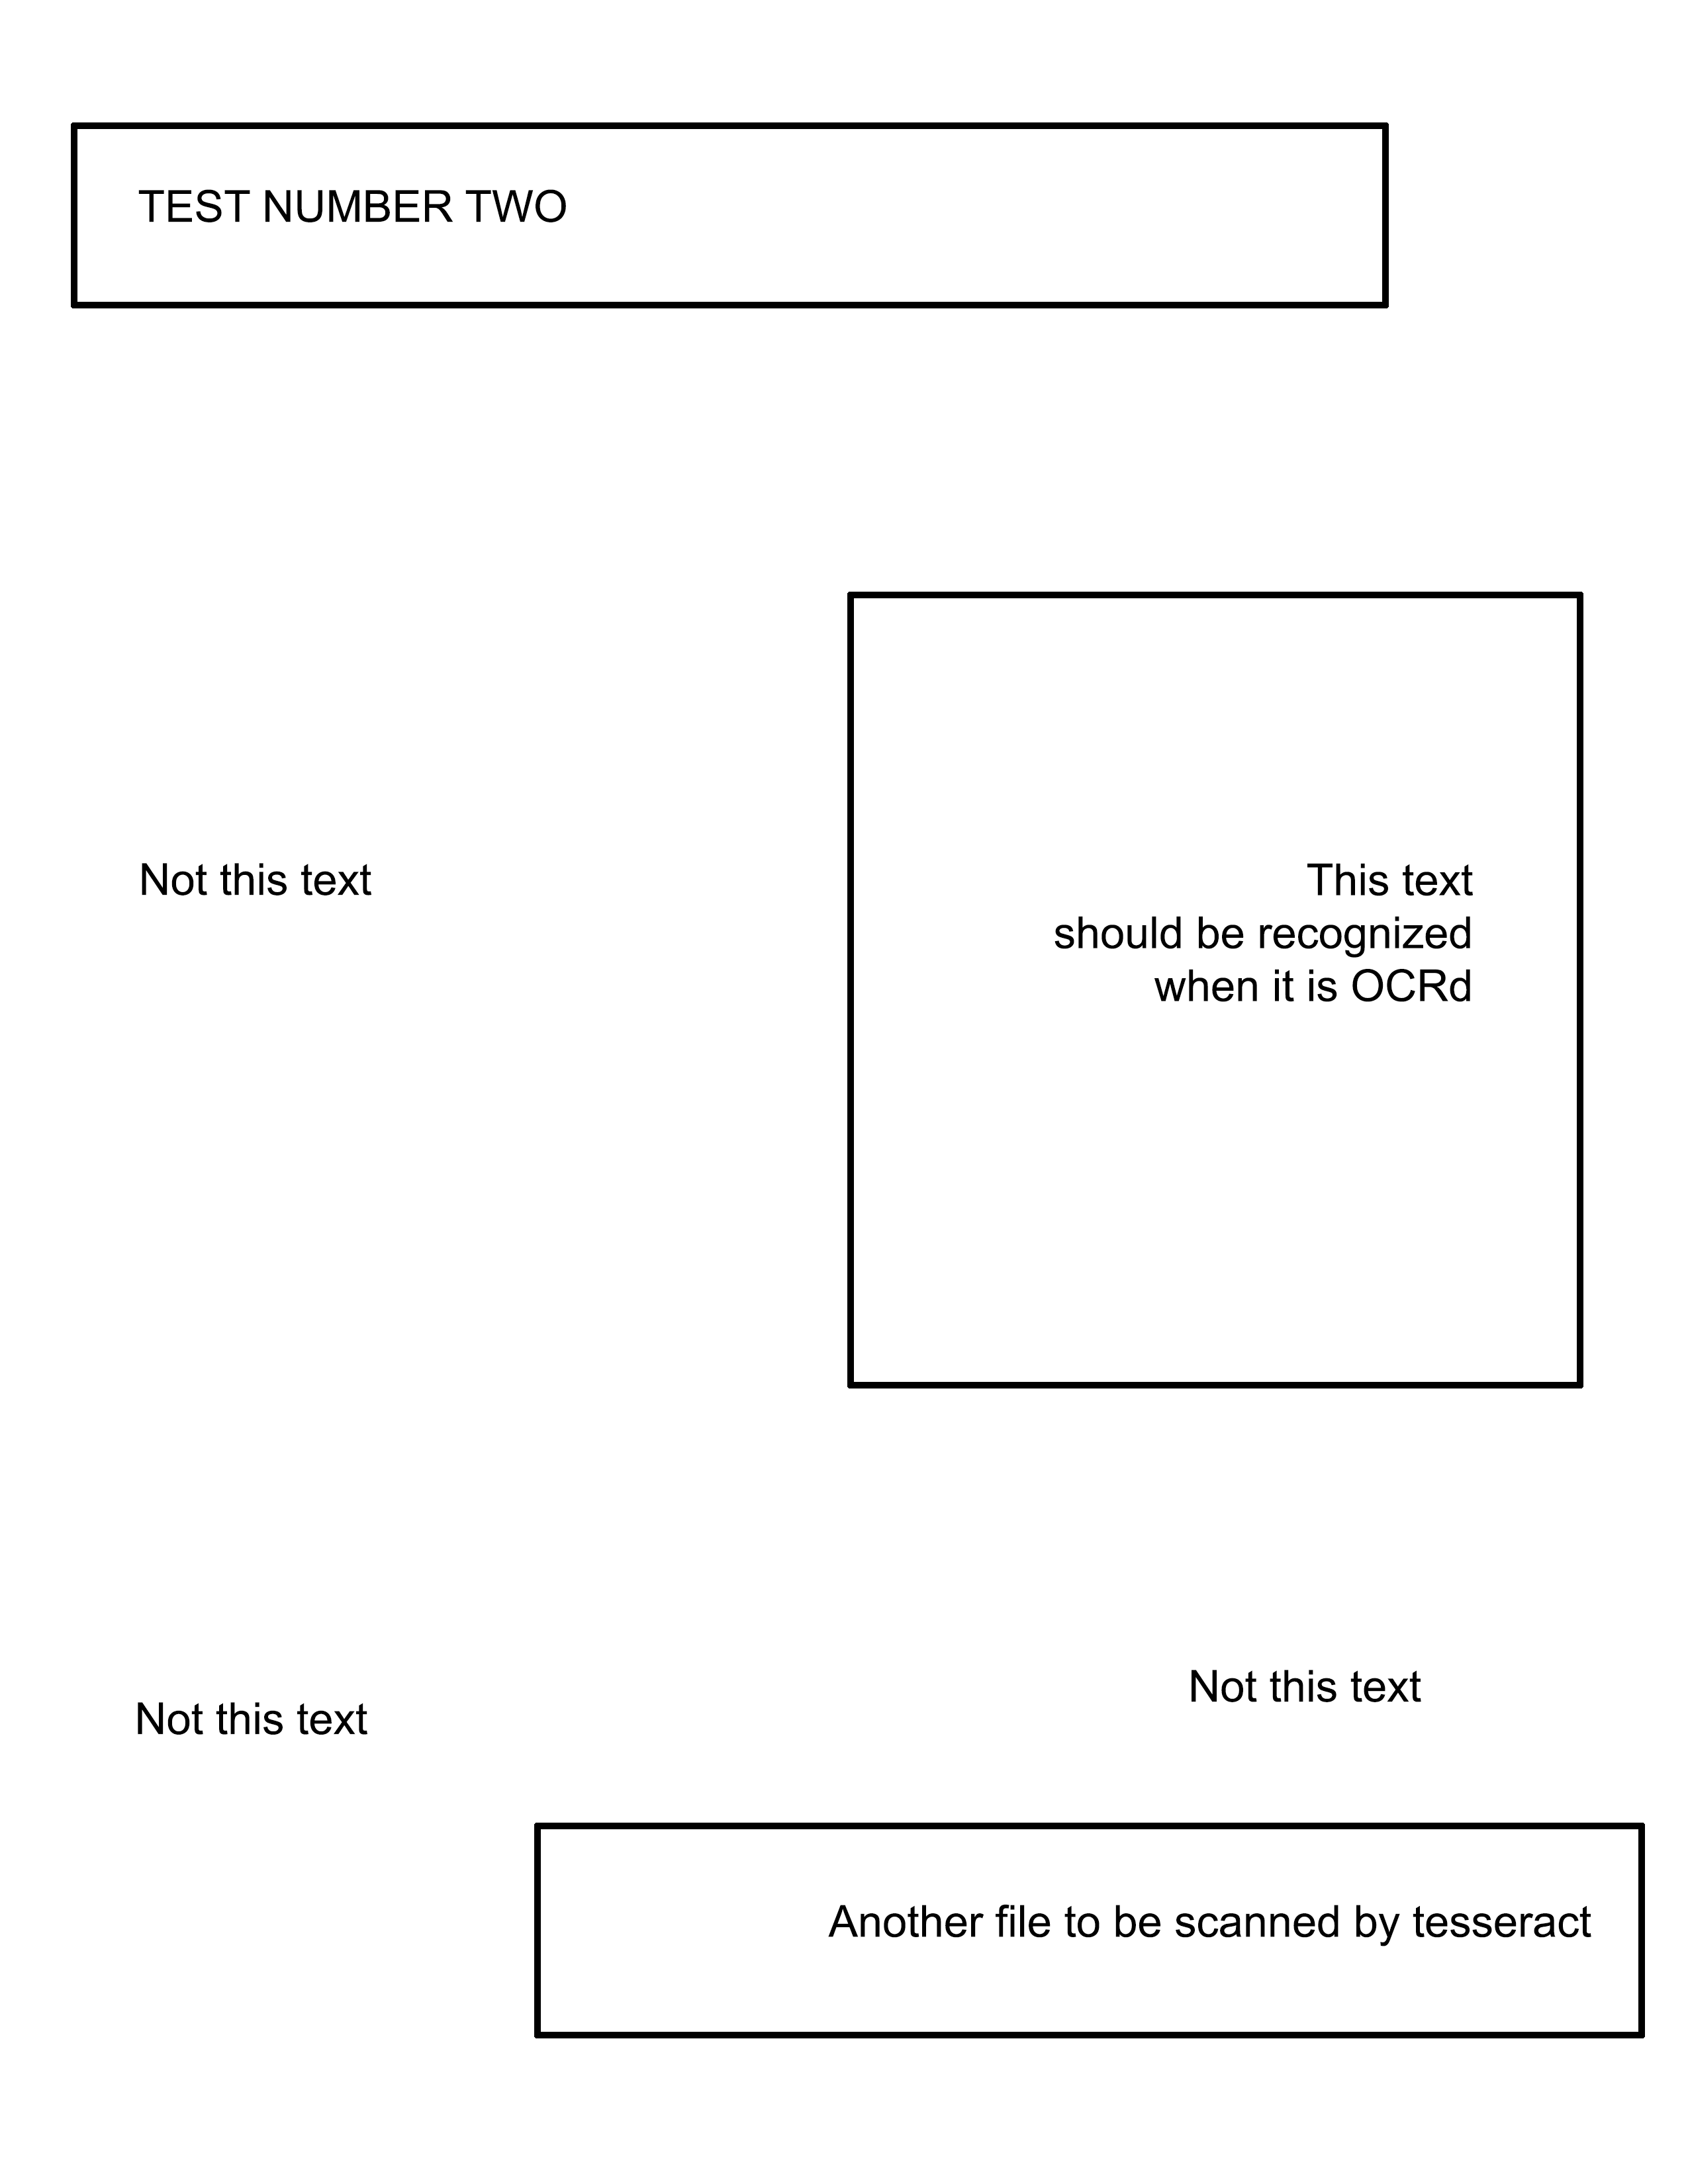 TEST NUMBER TWO
Not this text
This text
should be recognized
when it is OCRd
Not this text
Not this text
Another file to be scanned by tesseract